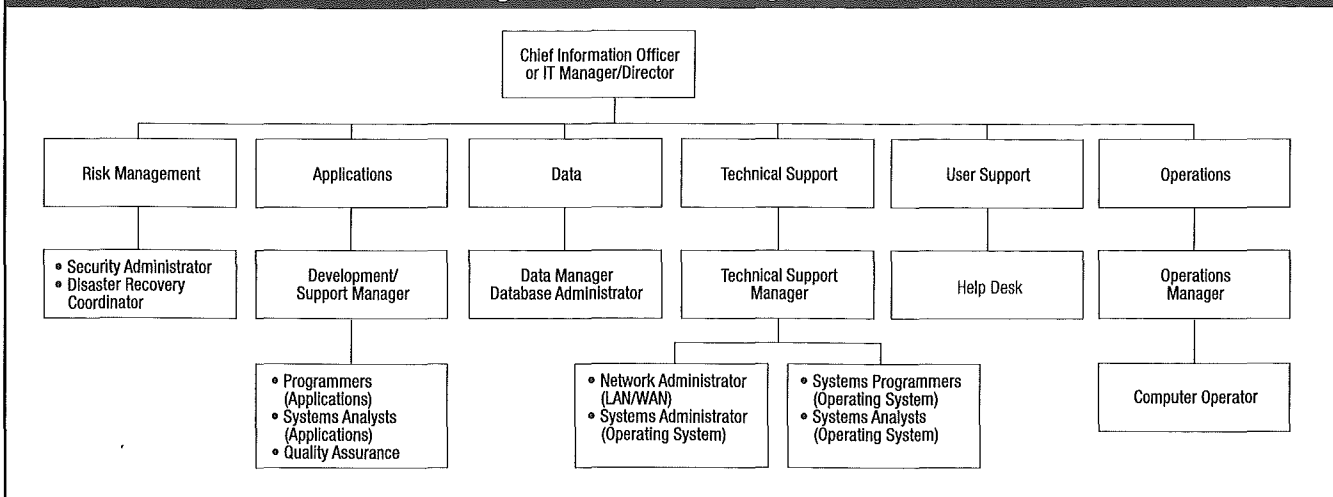 Chief Information Officer
or IT Manager/Director
Risk Management
Applications
Data
Technical Support
User Support
Operations
• Security Administrator
• Disaster Recovery
Coordinator
Development/
Support Manager
Data Manager
Database Administrator
Technical Support
Manager
Help Desk
Operations
Manager
• Programmers
(Applications)
• Systems Analysts
(Applications)
• Quality Assurance
• Network Administrator
(LAN/WAN)
• Systems Administrator
(Operating System)
• Systems Programmers
(Operating System)
• Systems Analysts
(Operating System)
Computer Operator